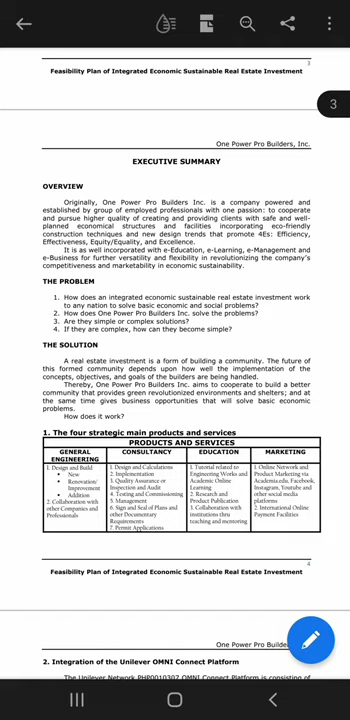 3
Feasibility Plan of Integrated Economic Sustainable Real Estate Investment
3
One Power Pro Builders, Inc.
EXECUTIVE SUMMARY
OVERVIEW
Originally, One Power Pro Builders Inc. is a company powered and
established by group of employed professionals with one passion: to cooperate
and pursue higher quality of creating and providing clients with safe and well-
planned economical structures and facilities incorporating eco-friendly
construction techniques and new design trends that promote 4Es: Efficiency,
Effectiveness, Equity/Equality, and Excellence.
It is as well incorporated with e-Education, e-Learning, e-Management and
e-Business for further versatility and flexibility in revolutionizing the company's
competitiveness and marketability in economic sustainability.
THE PROBLEM
1. How does an integrated economic sustainable real estate investment work
to any nation to solve basic economic and social problems?
2. How does One Power Pro Builders Inc. solve the problems?
3. Are they simple or complex solutions?
4. If they are complex, how can they become simple?
THE SOLUTION
A real estate investment is a form of building a community. The future of
this formed community depends upon how well the implementation of the
concepts, objectives, and goals of the builders are being handled.
Thereby, One Power Pro Builders Inc. aims to cooperate to build a better
community that provides green revolutionized environments and shelters; and at
the same time gives business opportunities that will solve basic economic
problems.
How does it work?
1. The four strategic main products and services
PRODUCTS AND SERVICES
GENERAL ENGINEERING
CONSULTANCY
EDUCATION
MARKETING
1. Design and Build
• New
• Renovation/
Improvement
• Addition
2. Collaboration with
other Companies and
Professionals
1. Design and Calculations
2. Implementation
3. Quality Assurance or
Inspection and Audit
4. Testing and Commissioning
5. Management
6. Sign and Seal of Plans and
other Documentary
Requirements
7. Permit Applications
1. Tutorial related to
Engineering Works and
Academic Online
Learning
2. Research and
Product Publication
3. Collaboration with
institutions thru
teaching and mentoring
1. Online Network and
Product Marketing via
Academia.edu, Facebook,
Instagram, Youtube and
other social media
platforms
2. International Online
Payment Facilities
4
Feasibility Plan of Integrated Economic Sustainable Real Estate Investment
One Power Pro Builde
2. Integration of the Unilever OMNI Connect Platform
The Unilever Network PHP0010307 OMNI Connect Platform is consisting of